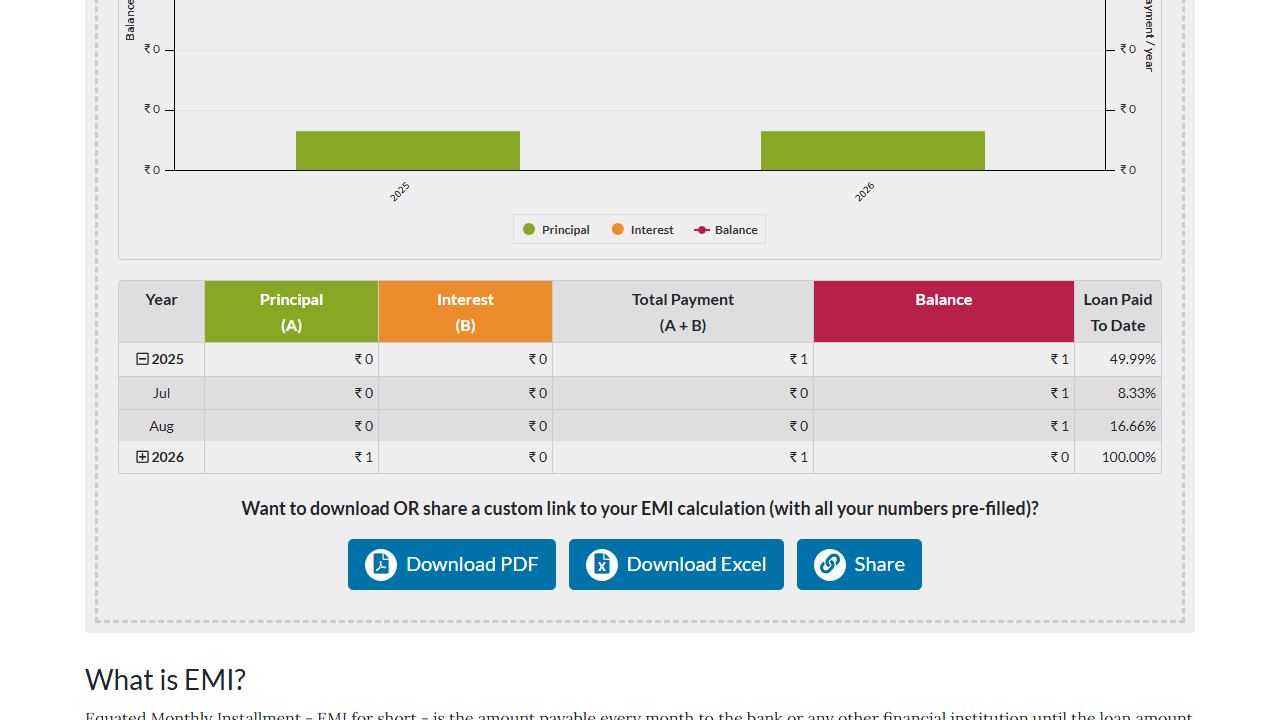 Balance
ayment / year
₹ 0 ₹ 0
₹ 0 ₹ 0
₹ 0 ₹ 0
2025 2026
Principal Interest Balance
Year Principal Interest Total Payment Balance Loan Paid
(A) (B) (A + B) To Date
2025 ₹ 0 ₹ 0 ₹ 1 ₹ 1 49.99%
Jul ₹ 0 ₹ 0 ₹ 0 ₹ 1 8.33%
Aug ₹ 0 ₹ 0 ₹ 0 ₹ 1 16.66%
2026 ₹ 1 ₹ 0 ₹ 1 ₹ 0 100.00%
Want to download OR share a custom link to your EMI calculation (with all your numbers pre-filled)?
Download PDF Download Excel Share
What is EMI?
Equated Monthly Installment - EMI for short - is the amount payable every month to the bank or any other financial institution until the loan amount